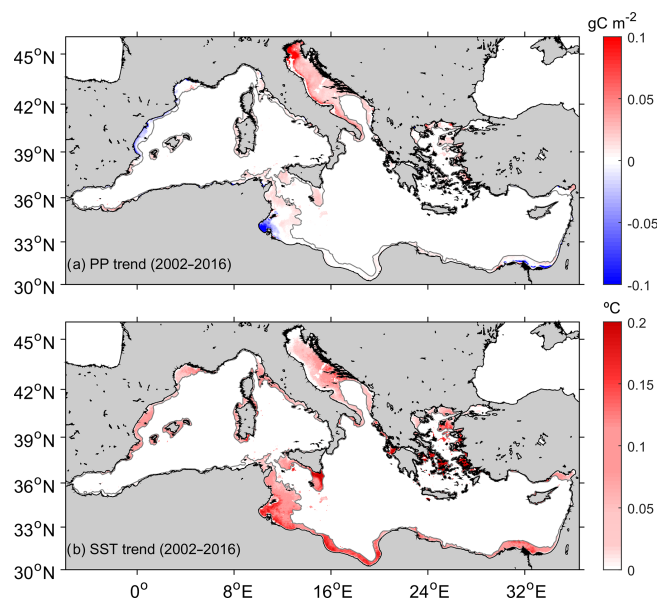 gC m⁻²
45°N
42°N
39°N
36°N
33°N
30°N
(a) PP trend (2002–2016)
0.1
0.05
0
-0.05
-0.1
ºC
45°N
42°N
39°N
36°N
33°N
30°N
(b) SST trend (2002–2016)
0.2
0.15
0.1
0.05
0
0°
8°E
16°E
24°E
32°E